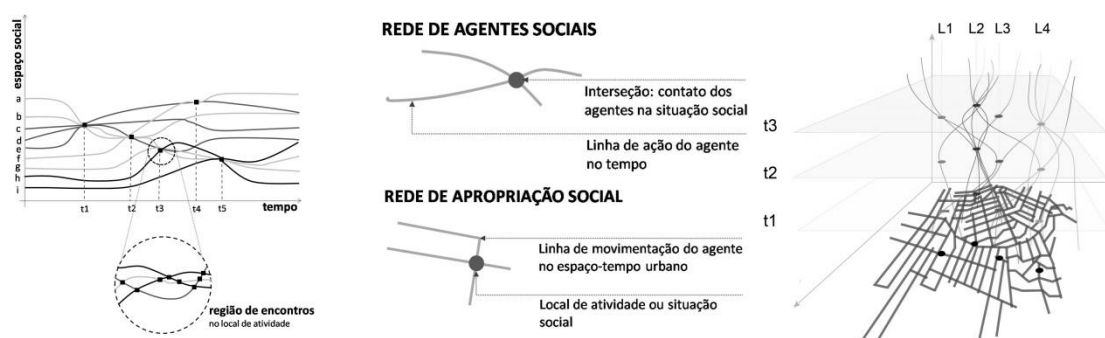 espaço social
a
b
c
d
e
f
g
h
i
t1
t2
t3
t4
t5
tempo
região de encontros
no local de atividade
REDE DE AGENTES SOCIAIS
Interseção: contato dos
agentes na situação social
Linha de ação do agente
no tempo
REDE DE APROPRIAÇÃO SOCIAL
Linha de movimentação do agente
no espaço-tempo urbano
Local de atividade ou situação
social
L1
L2
L3
L4
t3
t2
t1